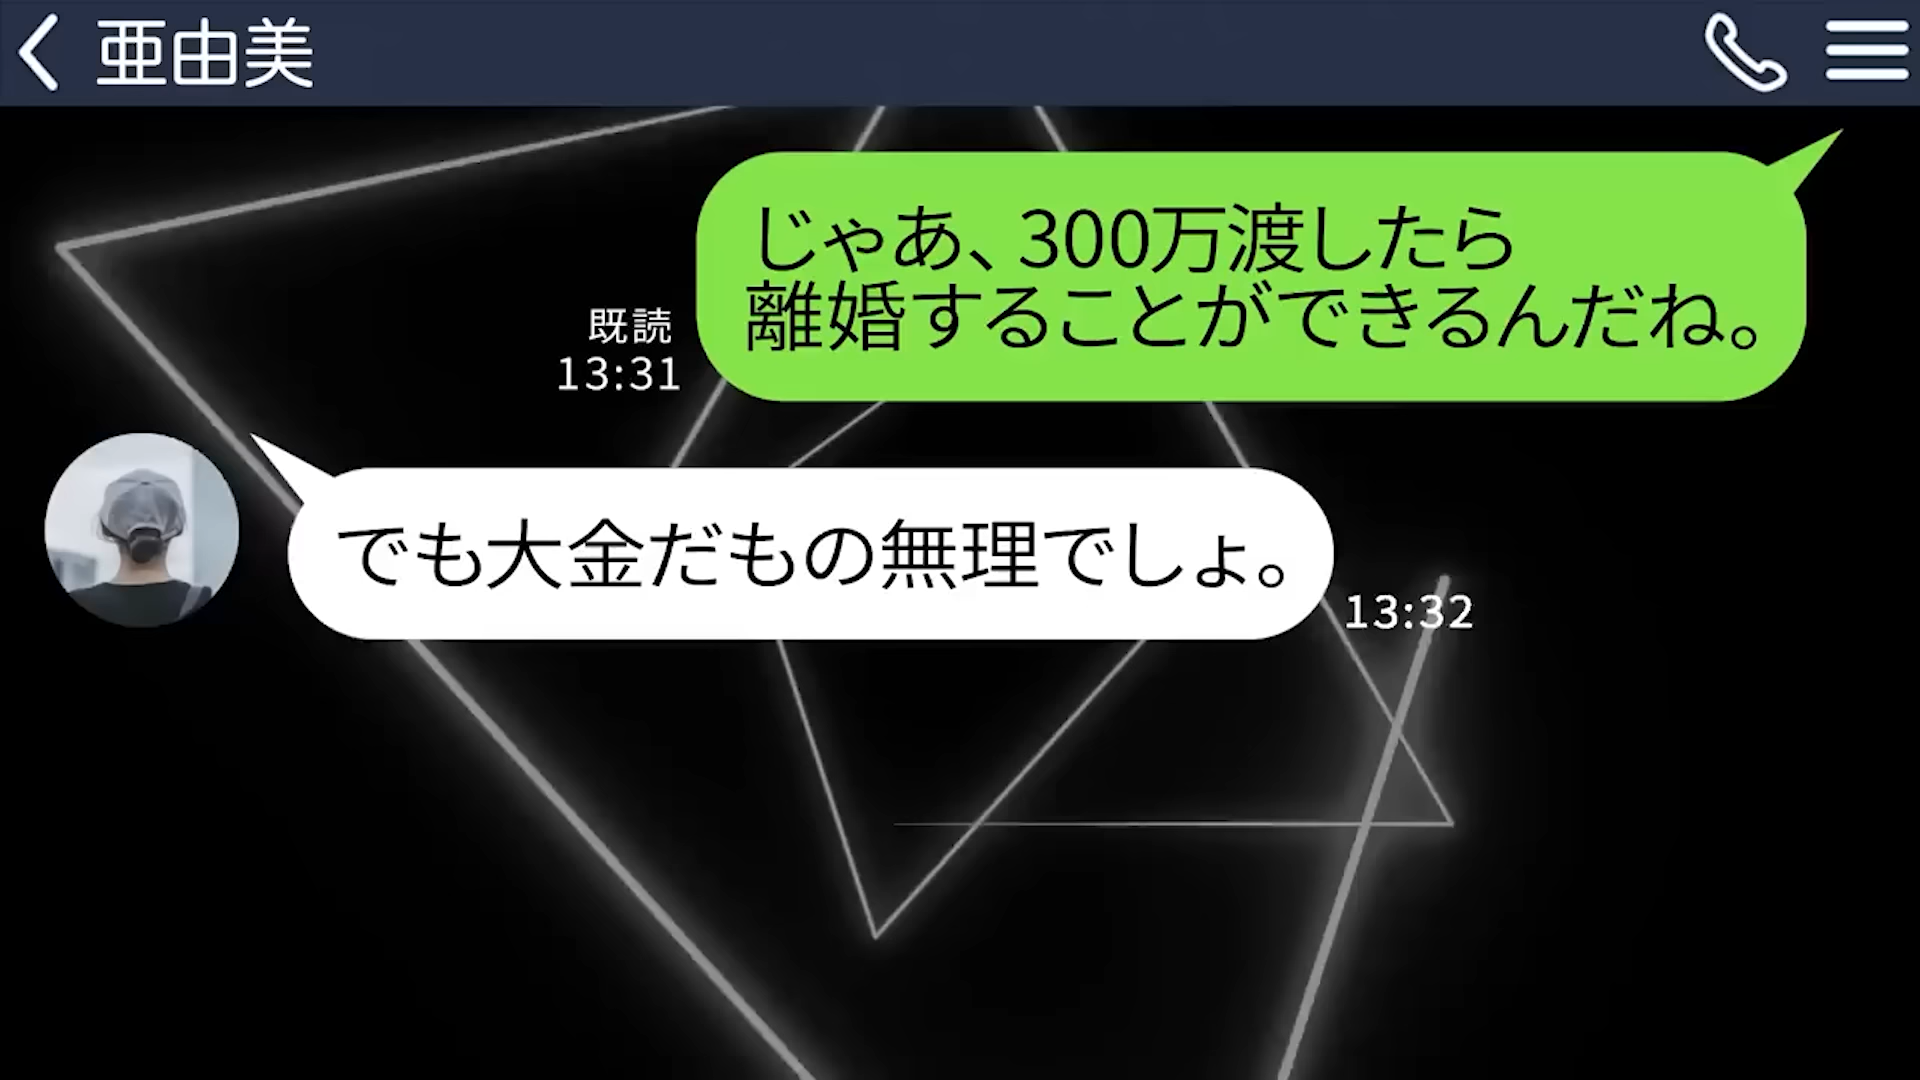 亜由美
じゃあ、300万渡したら
離婚することができるんだね。
既読
13:31
でも大金だもの無理でしょ。
13:32